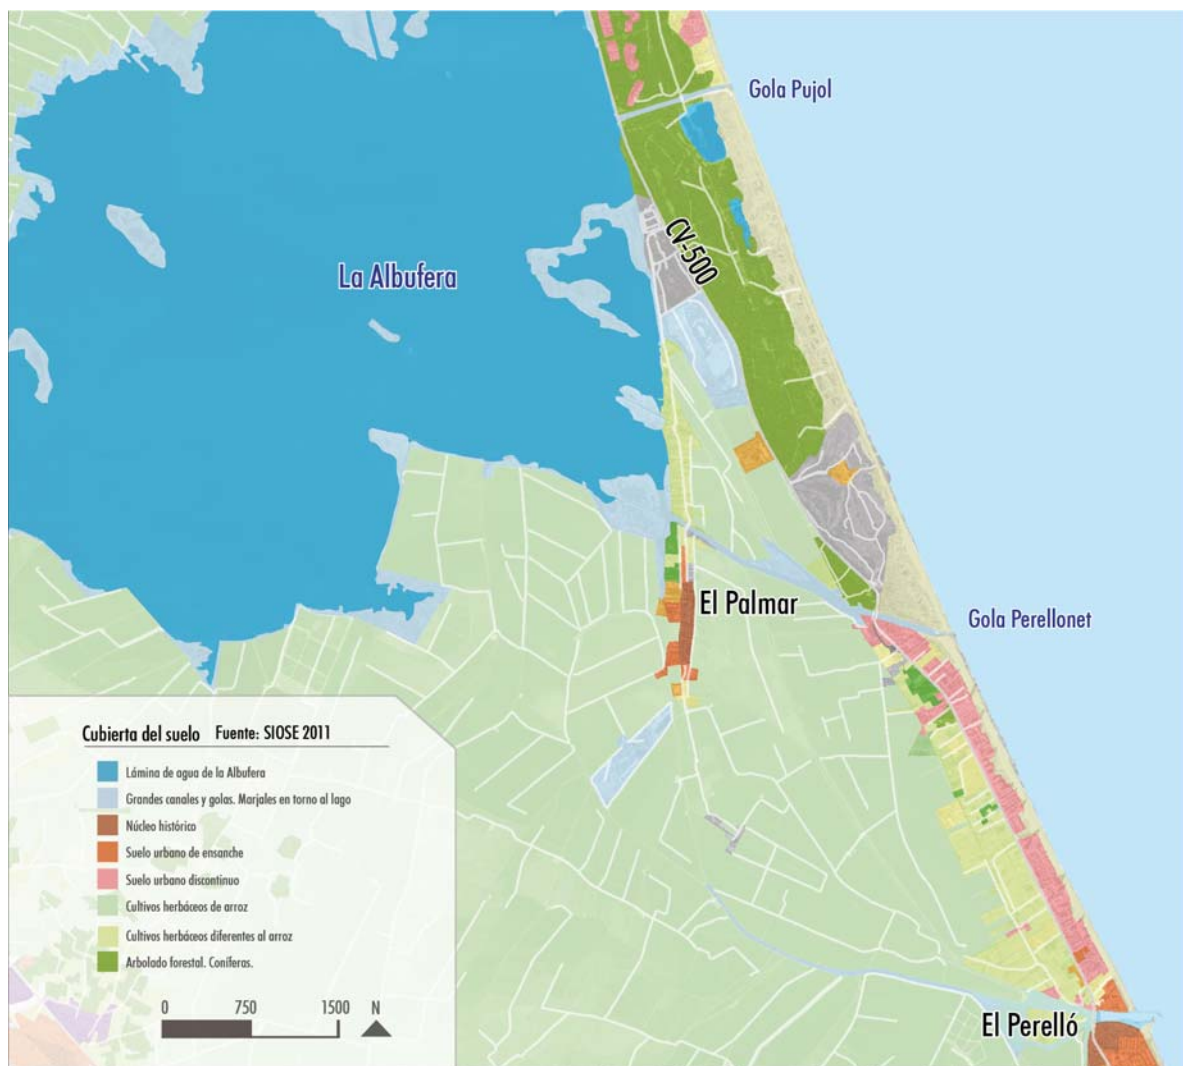 Gola Pujol
CV-500
La Albufera
El Palmar
Gola Perellonet
Cubierta del suelo Fuente: SIOSE 2011
Lámina de agua de la Albufera
Grandes canales y golas. Marjales en torno al lago
Núcleo histórico
Suelo urbano de ensanche
Suelo urbano discontinuo
Cultivos herbáceos de arroz
Cultivos herbáceos diferentes al arroz
Arbolado forestal. Coníferas.
0 750 1500 N
El Perelló